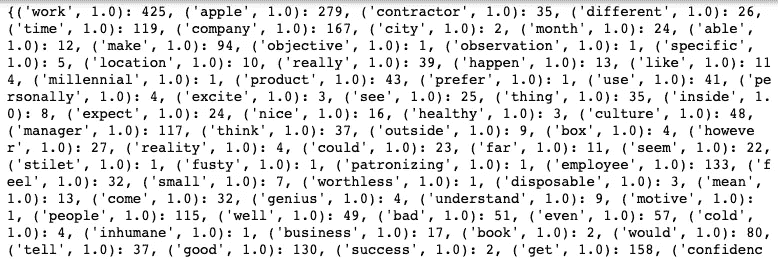 {('work', 1.0): 425, ('apple', 1.0): 279, ('contractor', 1.0): 35, ('different', 1.0): 26,
('time', 1.0): 119, ('company', 1.0): 167, ('city', 1.0): 2, ('month', 1.0): 24, ('able',
1.0): 12, ('make', 1.0): 94, ('objective', 1.0): 1, ('observation', 1.0): 1, ('specific',
1.0): 5, ('location', 1.0): 10, ('really', 1.0): 39, ('happen', 1.0): 13, ('like', 1.0): 11
4, ('millennial', 1.0): 1, ('product', 1.0): 43, ('prefer', 1.0): 1, ('use', 1.0): 41, ('pe
rsonally', 1.0): 4, ('excite', 1.0): 3, ('see', 1.0): 25, ('thing', 1.0): 35, ('inside', 1.
0): 8, ('expect', 1.0): 24, ('nice', 1.0): 16, ('healthy', 1.0): 3, ('culture', 1.0): 48,
('manager', 1.0): 117, ('think', 1.0): 37, ('outside', 1.0): 9, ('box', 1.0): 4, ('howeve
r', 1.0): 27, ('reality', 1.0): 4, ('could', 1.0): 23, ('far', 1.0): 11, ('seem', 1.0): 22,
('stilet', 1.0): 1, ('fusty', 1.0): 1, ('patronizing', 1.0): 1, ('employee', 1.0): 133, ('f
eel', 1.0): 32, ('small', 1.0): 7, ('worthless', 1.0): 1, ('disposable', 1.0): 3, ('mean',
1.0): 13, ('come', 1.0): 32, ('genius', 1.0): 4, ('understand', 1.0): 9, ('motive', 1.0):
1, ('people', 1.0): 115, ('well', 1.0): 49, ('bad', 1.0): 51, ('even', 1.0): 57, ('cold',
1.0): 4, ('inhumane', 1.0): 1, ('business', 1.0): 17, ('book', 1.0): 2, ('would', 1.0): 80,
('tell', 1.0): 37, ('good', 1.0): 130, ('success', 1.0): 2, ('get', 1.0): 158, ('confidenc